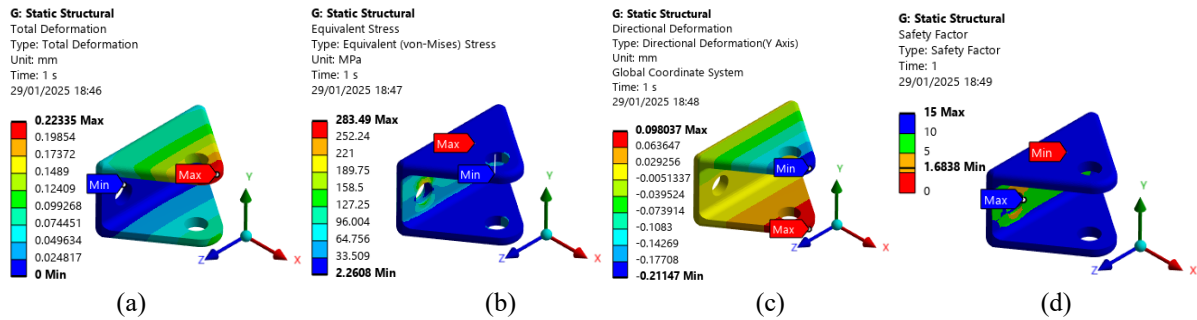 G: Static Structural
Total Deformation
Type: Total Deformation
Unit: mm
Time: 1 s
29/01/2025 18:46
0.22335 Max
0.19854
0.17372
0.1489
0.12409
0.099268
0.074451
0.049634
0.024817
0 Min
Min
Max
Y
Z
X
(a)
G: Static Structural
Equivalent Stress
Type: Equivalent (von-Mises) Stress
Unit: MPa
Time: 1 s
29/01/2025 18:47
283.49 Max
252.24
221
189.75
158.5
127.25
96.004
64.756
33.509
2.2608 Min
Max
Min
Y
Z
X
(b)
G: Static Structural
Directional Deformation
Type: Directional Deformation(Y Axis)
Unit: mm
Global Coordinate System
Time: 1 s
29/01/2025 18:48
0.098037 Max
0.063647
0.029256
-0.0051337
-0.039524
-0.073914
-0.1083
-0.14269
-0.17708
-0.21147 Min
Min
Max
Y
Z
X
(c)
G: Static Structural
Safety Factor
Type: Safety Factor
Time: 1
29/01/2025 18:49
15 Max
10
5
1.6838 Min
0
Min
Max
Y
Z
X
(d)